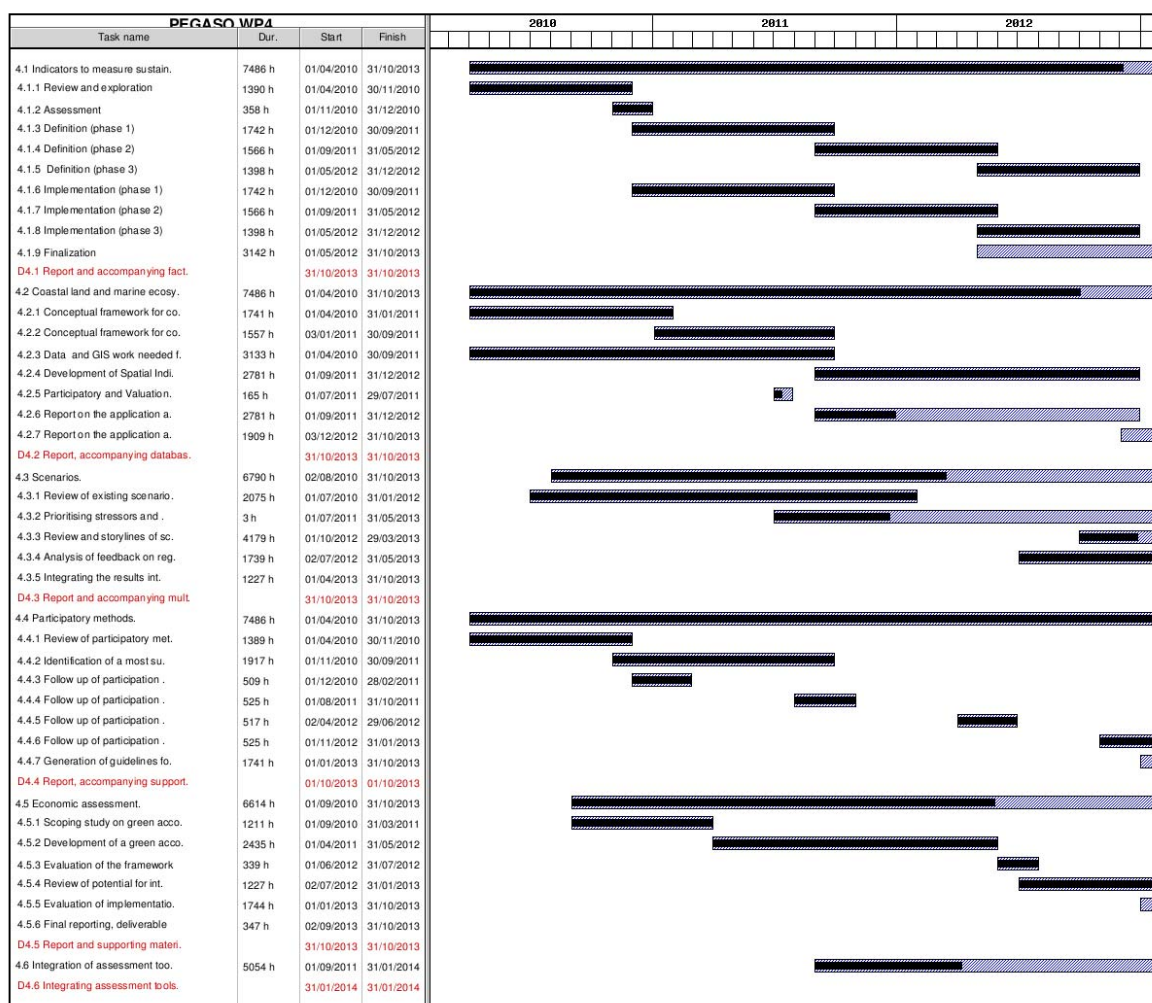 PEGASO WP4 2010 2011 2012
Task name Dur. Start Finish
4.1 Indicators to measure sustain. 7486 h 01/04/2010 31/10/2013
4.1.1 Review and exploration 1390 h 01/04/2010 30/11/2010
4.1.2 Assessment 358 h 01/11/2010 31/12/2010
4.1.3 Definition (phase 1) 1742 h 01/12/2010 30/09/2011
4.1.4 Definition (phase 2) 1566 h 01/09/2011 31/05/2012
4.1.5 Definition (phase 3) 1398 h 01/05/2012 31/12/2012
4.1.6 Implementation (phase 1) 1742 h 01/12/2010 30/09/2011
4.1.7 Implementation (phase 2) 1566 h 01/09/2011 31/05/2012
4.1.8 Implementation (phase 3) 1398 h 01/05/2012 31/12/2012
4.1.9 Finalization 3142 h 01/05/2012 31/10/2013
D4.1 Report and accompanying fact. 31/10/2013 31/10/2013
4.2 Coastal land and marine ecosy. 7486 h 01/04/2010 31/10/2013
4.2.1 Conceptual framework for co. 1741 h 01/04/2010 31/01/2011
4.2.2 Conceptual framework for co. 1557 h 03/01/2011 30/09/2011
4.2.3 Data and GIS work needed f. 3133 h 01/04/2010 30/09/2011
4.2.4 Development of Spatial Indi. 2781 h 01/09/2011 31/12/2012
4.2.5 Participatory and Valuation. 165 h 01/07/2011 29/07/2011
4.2.6 Report on the application a. 2781 h 01/09/2011 31/12/2012
4.2.7 Report on the application a. 1909 h 03/12/2012 31/10/2013
D4.2 Report, accompanying databas. 31/10/2013 31/10/2013
4.3 Scenarios. 6790 h 02/08/2010 31/10/2013
4.3.1 Review of existing scenario. 2075 h 01/07/2010 31/01/2012
4.3.2 Prioritising stressors and . 3 h 01/07/2011 31/05/2013
4.3.3 Review and storylines of sc. 4179 h 01/10/2012 29/03/2013
4.3.4 Analysis of feedback on reg. 1739 h 02/07/2012 31/05/2013
4.3.5 Integrating the results int. 1227 h 01/04/2013 31/10/2013
D4.3 Report and accompanying mult. 31/10/2013 31/10/2013
4.4 Participatory methods. 7486 h 01/04/2010 31/10/2013
4.4.1 Review of participatory met. 1389 h 01/04/2010 30/11/2010
4.4.2 Identification of a most su. 1917 h 01/11/2010 30/09/2011
4.4.3 Follow up of participation . 509 h 01/12/2010 28/02/2011
4.4.4 Follow up of participation . 525 h 01/08/2011 31/10/2011
4.4.5 Follow up of participation . 517 h 02/04/2012 29/06/2012
4.4.6 Follow up of participation . 525 h 01/11/2012 31/01/2013
4.4.7 Generation of guidelines fo. 1741 h 01/01/2013 31/10/2013
D4.4 Report, accompanying support. 01/10/2013 01/10/2013
4.5 Economic assessment. 6614 h 01/09/2010 31/10/2013
4.5.1 Scoping study on green acco. 1211 h 01/09/2010 31/03/2011
4.5.2 Development of a green acco. 2435 h 01/04/2011 31/05/2012
4.5.3 Evaluation of the framework 339 h 01/06/2012 31/07/2012
4.5.4 Review of potential for int. 1227 h 02/07/2012 31/01/2013
4.5.5 Evaluation of implementatio. 1744 h 01/01/2013 31/10/2013
4.5.6 Final reporting, deliverable 347 h 02/09/2013 31/10/2013
D4.5 Report and supporting materi. 31/10/2013 31/10/2013
4.6 Integration of assessment too. 5054 h 01/09/2011 31/01/2014
D4.6 Integrating assessment tools. 31/01/2014 31/01/2014